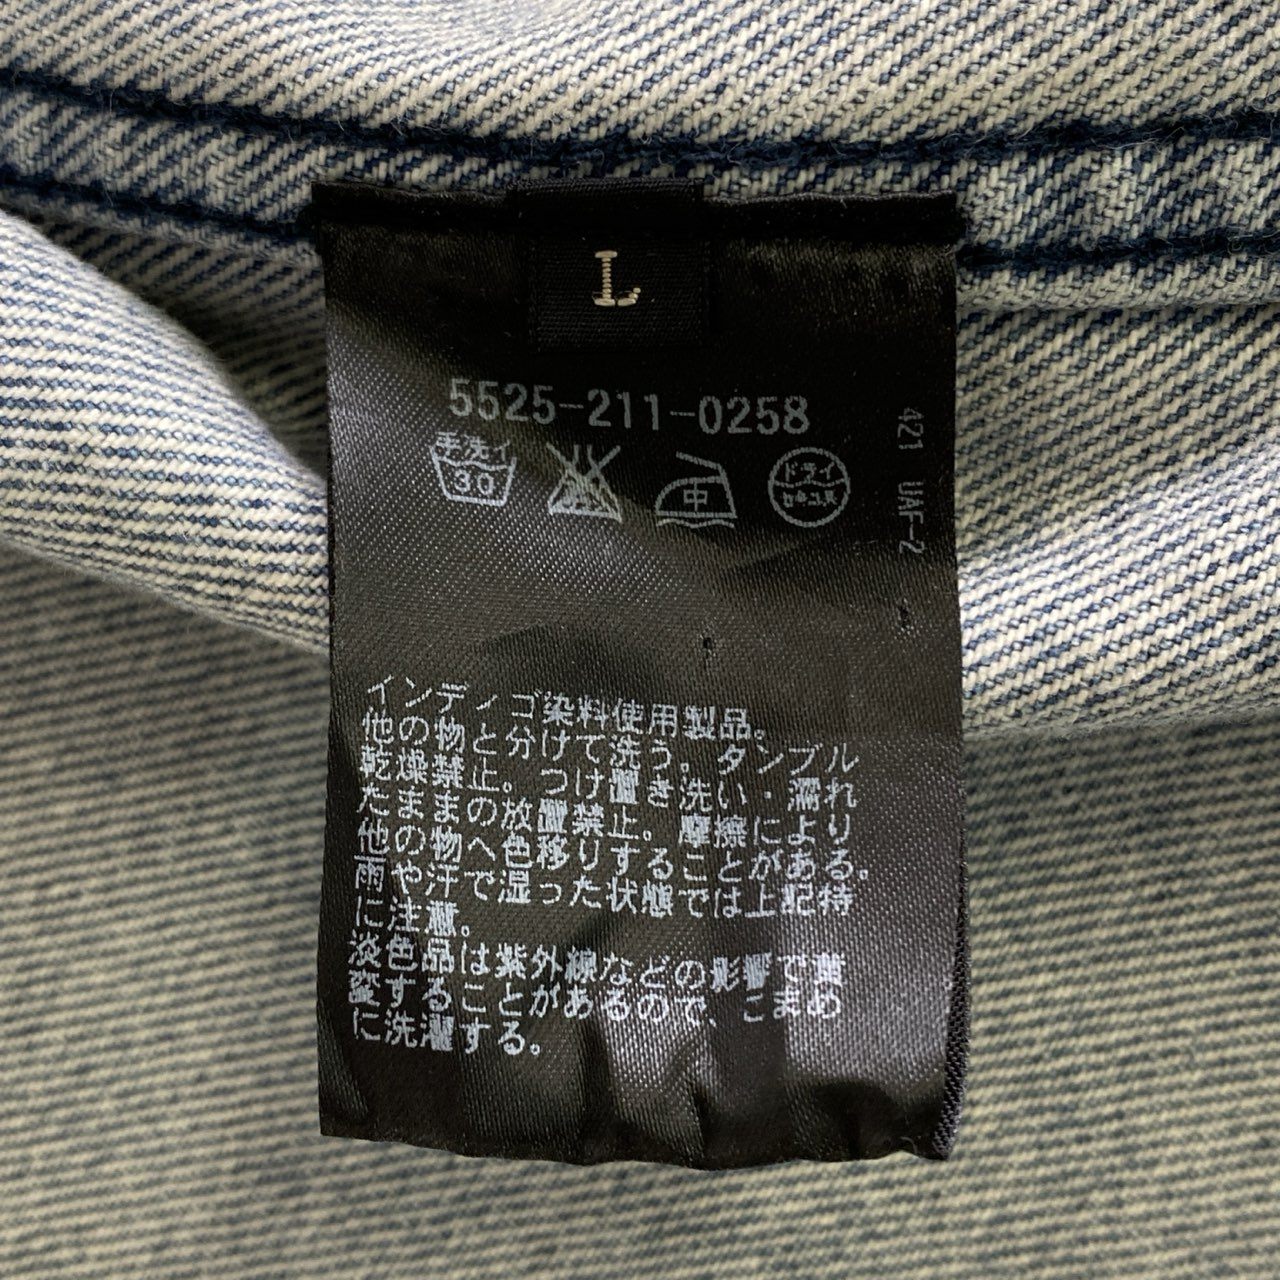 L
5525-211-0258
手洗イ
30
中
ドライ
セキユ系
421 UAF-2
インディゴ染料使用製品。
他の物と分けて洗う。タンブル
乾燥禁止。つけ置き洗い・濡れ
たままの放置禁止。摩擦により
他の物へ色移りすることがある。
雨や汗で湿った状態では上記特
に注意。
淡色品は紫外線などの影響で黄
変することがあるので、こまめ
に洗濯する。